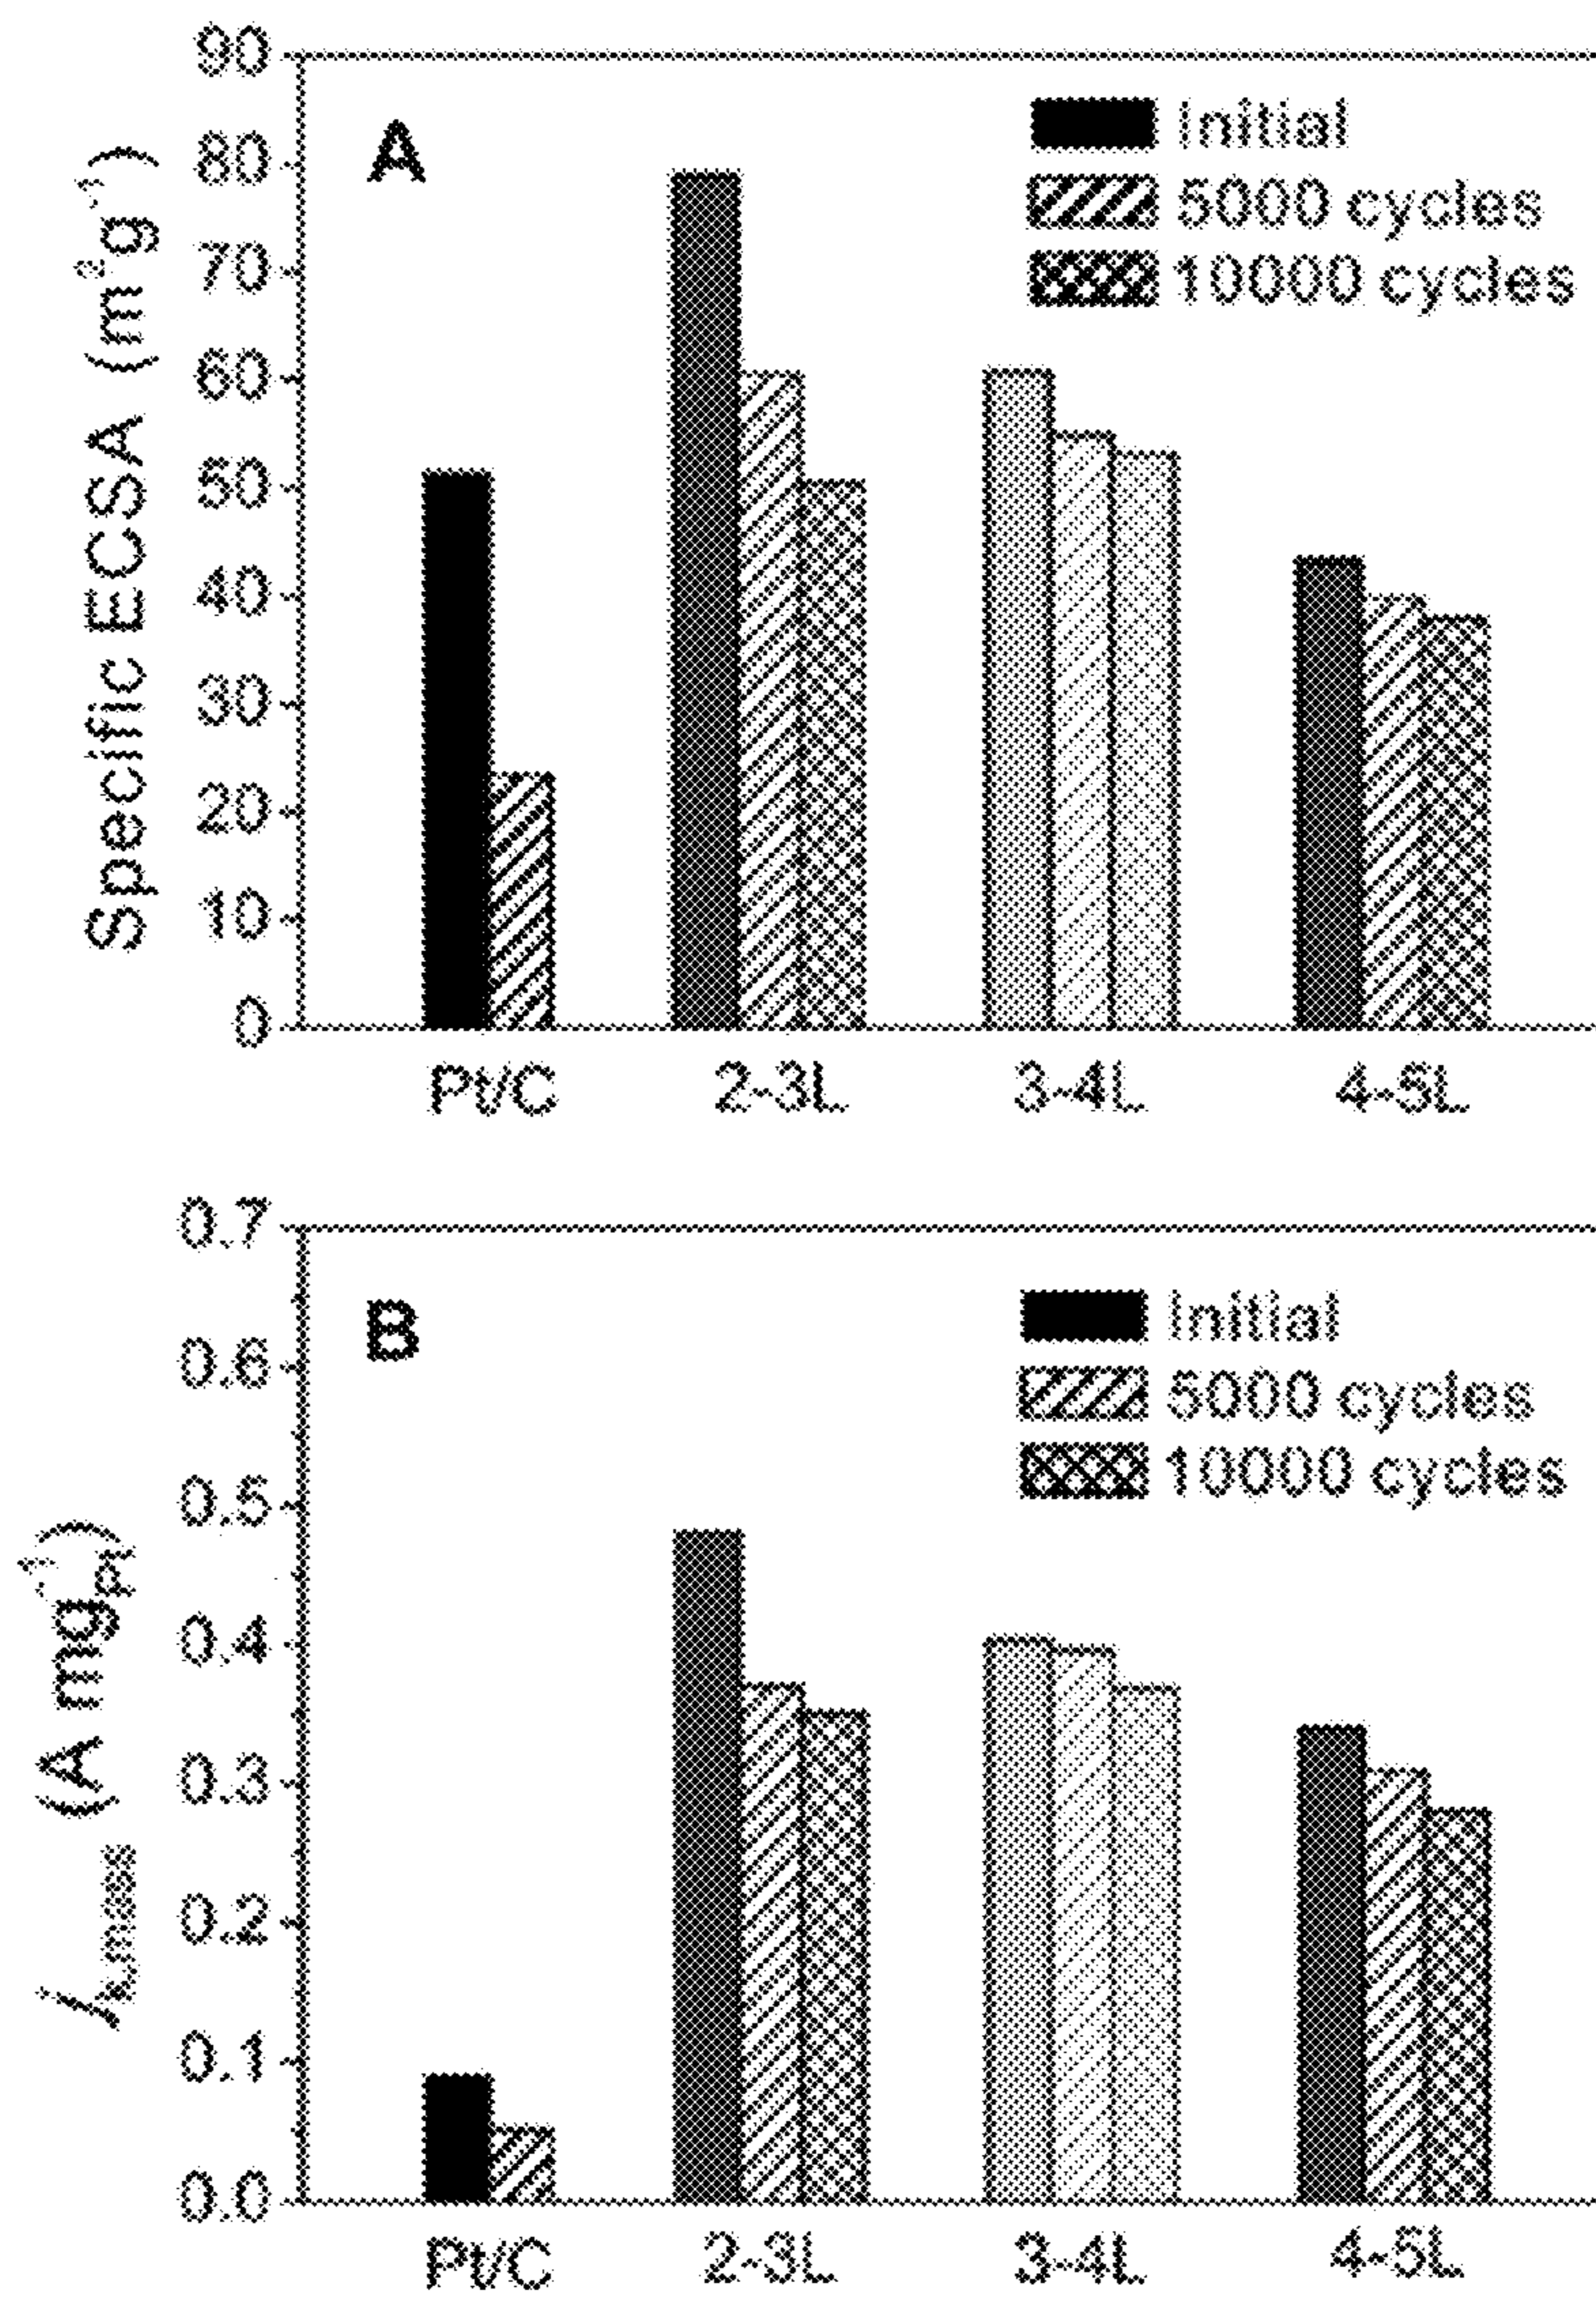 90
A
Initial
80
5000 cycles
70
10000 cycles
60
50
40
30
20
10
0
Specific ECSA (m²g⁻¹)
Pt/C 2-3L 3-4L 4-5L
0.7
B
Initial
0.6
5000 cycles
10000 cycles
0.5
0.4
0.3
0.2
0.1
0.0
(A mg⁻¹Pt)
Pt/C 2-3L 3-4L 4-5L